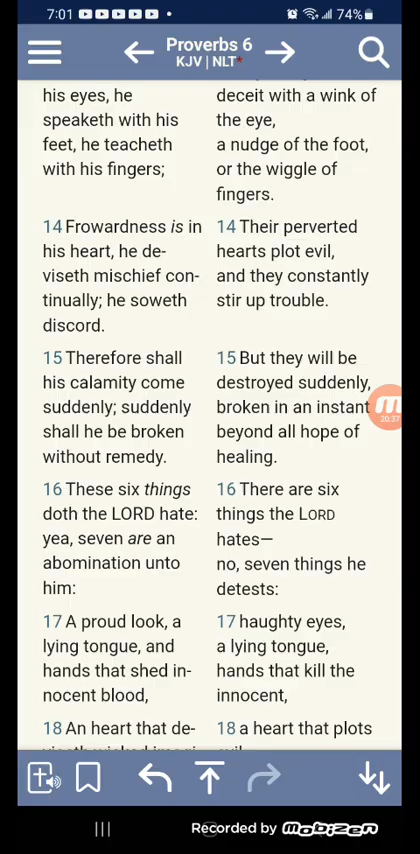 7:01
74%
Proverbs 6
KJV | NLT*
his eyes, he
speaketh with his
feet, he teacheth
with his fingers;
14 Frowardness is in
his heart, he de-
viseth mischief con-
tinually; he soweth
discord.
15 Therefore shall
his calamity come
suddenly; suddenly
shall he be broken
without remedy.
16 These six things
doth the LORD hate:
yea, seven are an
abomination unto
him:
17 A proud look, a
lying tongue, and
hands that shed in-
nocent blood,
18 An heart that de-
viseth wicked imagi-
deceit with a wink of
the eye,
a nudge of the foot,
or the wiggle of
fingers.
14 Their perverted
hearts plot evil,
and they constantly
stir up trouble.
15 But they will be
destroyed suddenly,
broken in an instant
beyond all hope of
healing.
16 There are six
things the LORD
hates—
no, seven things he
detests:
17 haughty eyes,
a lying tongue,
hands that kill the
innocent,
18 a heart that plots
evil
20:37
Recorded by mobizen